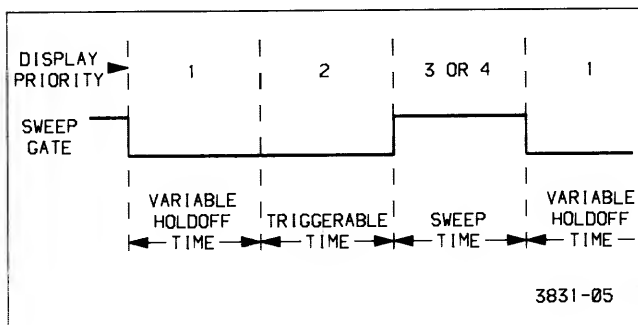 DISPLAY
PRIORITY
1 2 3 OR 4 1
SWEEP
GATE
VARIABLE
HOLDOFF
TIME
TRIGGERABLE
TIME
SWEEP
TIME
VARIABLE
HOLDOFF
TIME
3831-05